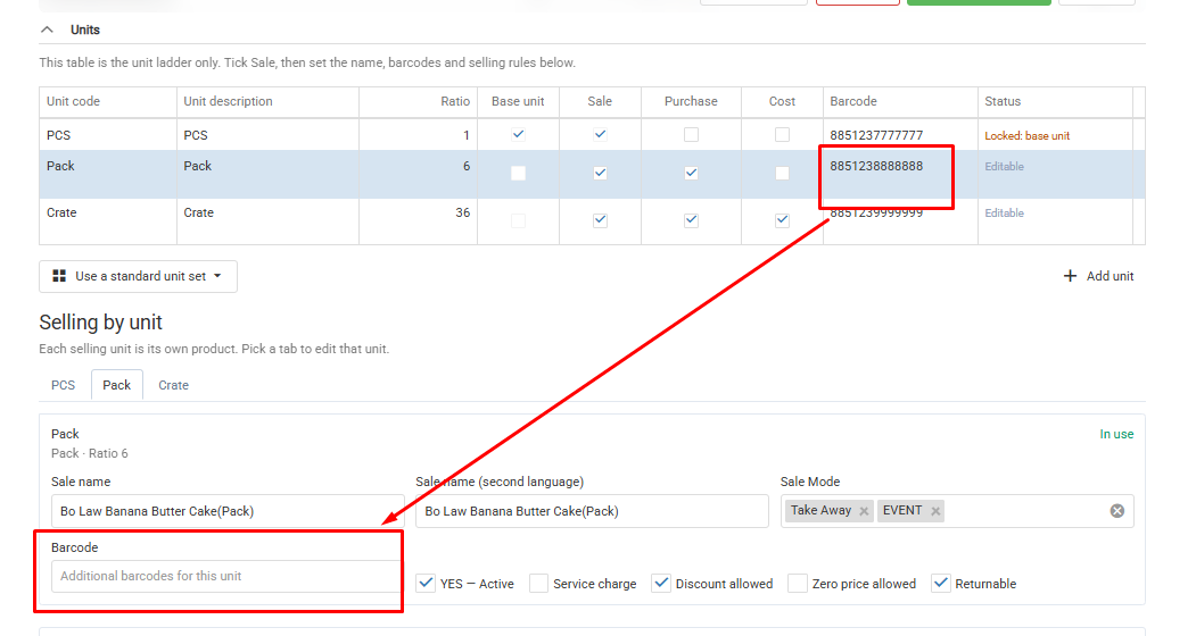 Units
This table is the unit ladder only. Tick Sale, then set the name, barcodes and selling rules below.
Unit code Unit description Ratio Base unit Sale Purchase Cost Barcode Status
PCS PCS 1 8851237777777 Locked: base unit
Pack Pack 6 8851238888888 Editable
Crate Crate 36 8851239999999 Editable
Use a standard unit set Add unit
Selling by unit
Each selling unit is its own product. Pick a tab to edit that unit.
PCS Pack Crate
Pack In use
Pack · Ratio 6
Sale name Sale name (second language) Sale Mode
Bo Law Banana Butter Cake(Pack) Bo Law Banana Butter Cake(Pack) Take Away EVENT
Barcode
Additional barcodes for this unit YES — Active Service charge Discount allowed Zero price allowed Returnable